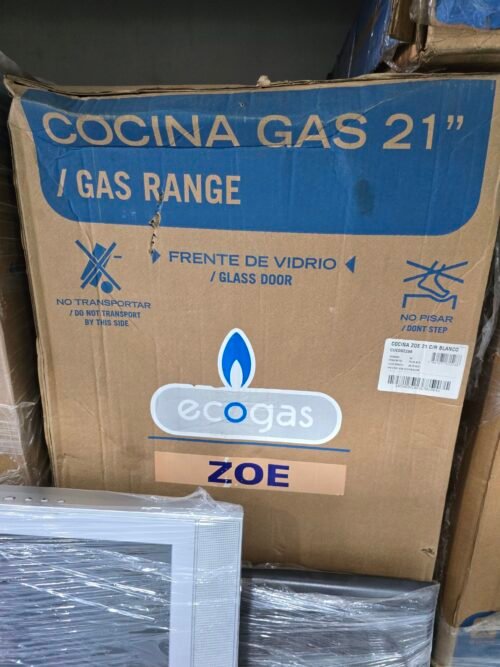 COCINA GAS 21”
/ GAS RANGE
FRENTE DE VIDRIO
/ GLASS DOOR
NO TRANSPORTAR
/ DO NOT TRANSPORT
BY THIS SIDE
NO PISAR
/ DONT STEP
COCINA ZOE 21 C/R BLANCO
ecogas
ZOE